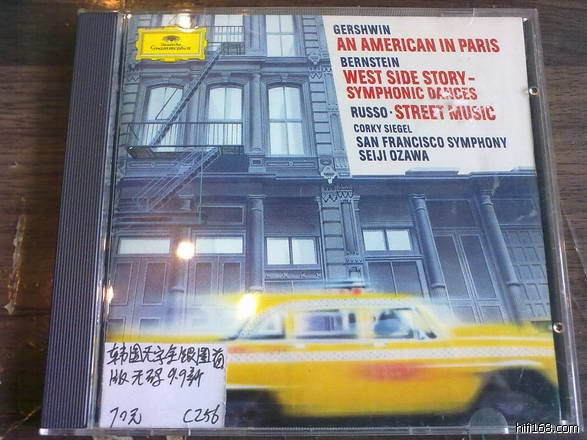 Deutsche
Grammophon
GERSHWIN
AN AMERICAN IN PARIS
BERNSTEIN
WEST SIDE STORY–
SYMPHONIC DANCES
RUSSO · STREET MUSIC
CORKY SIEGEL
SAN FRANCISCO SYMPHONY
SEIJI OZAWA
韩国无字全银圈首
版 无码 9.9新
70元 C256
hifi168.com